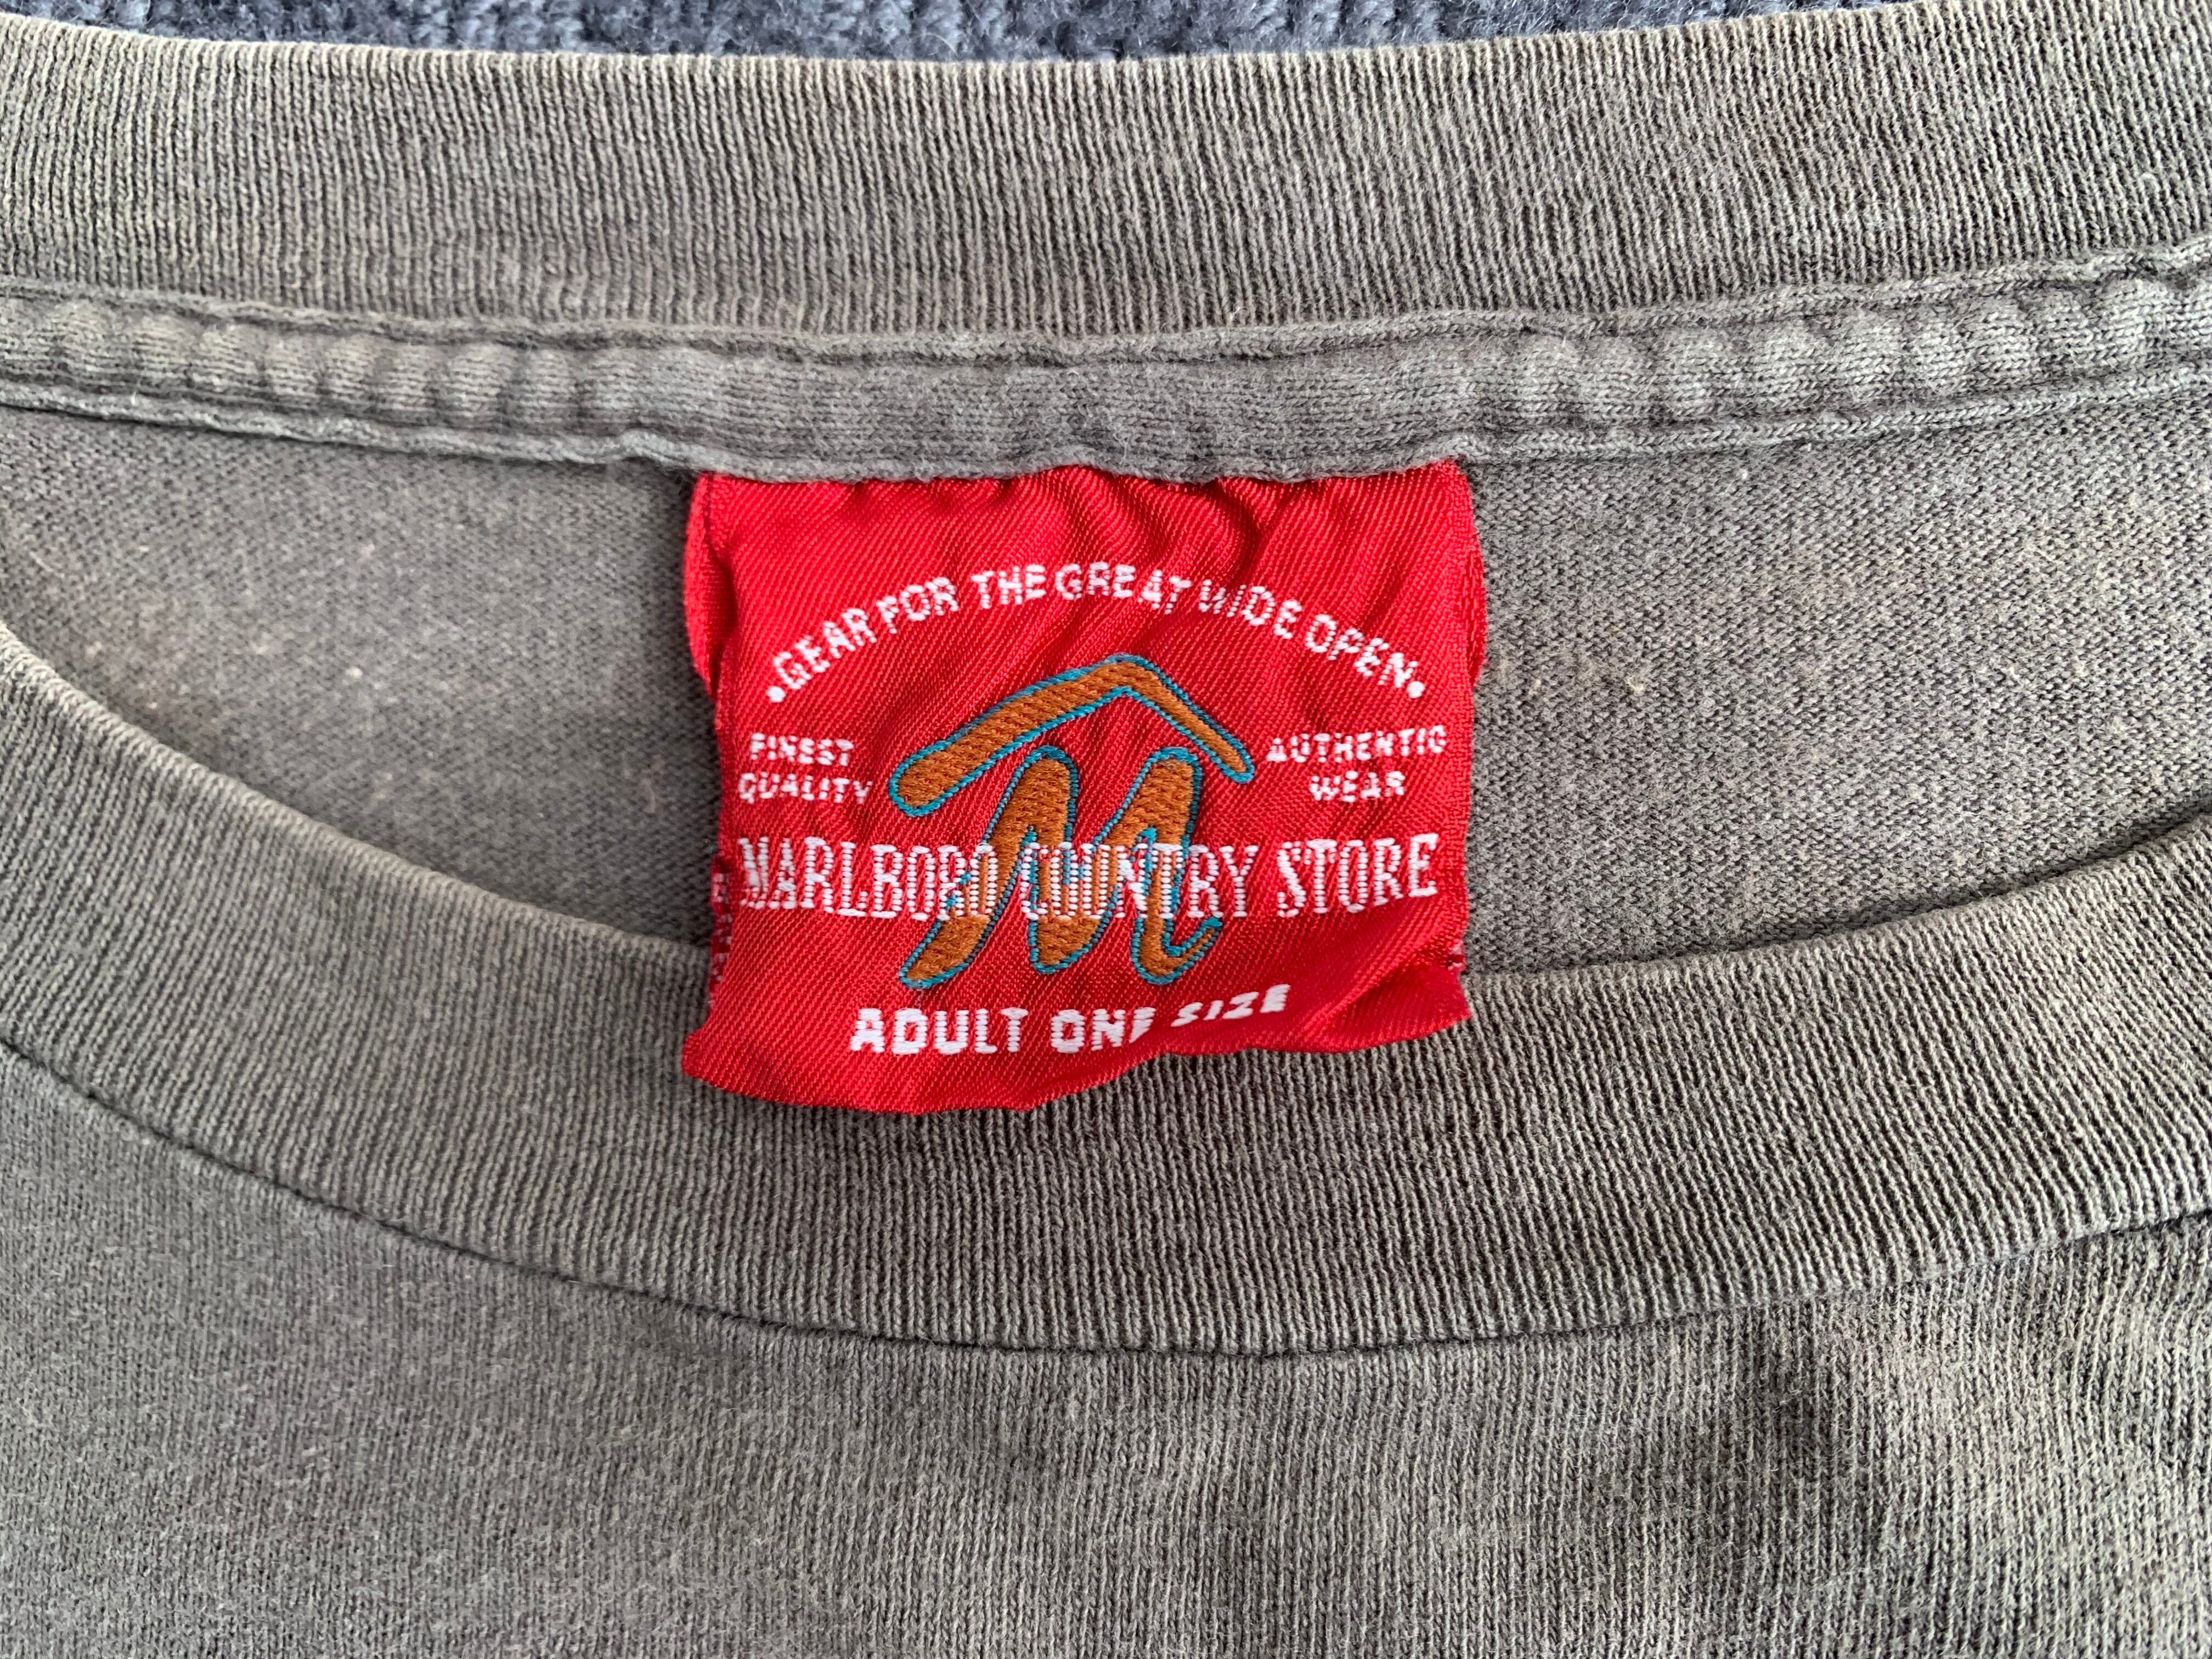 •GEAR FOR THE GREAT WIDE OPEN•
FINEST
QUALITY
AUTHENTIC
WEAR
MARLBORO COUNTRY STORE
ADULT ONE SIZE